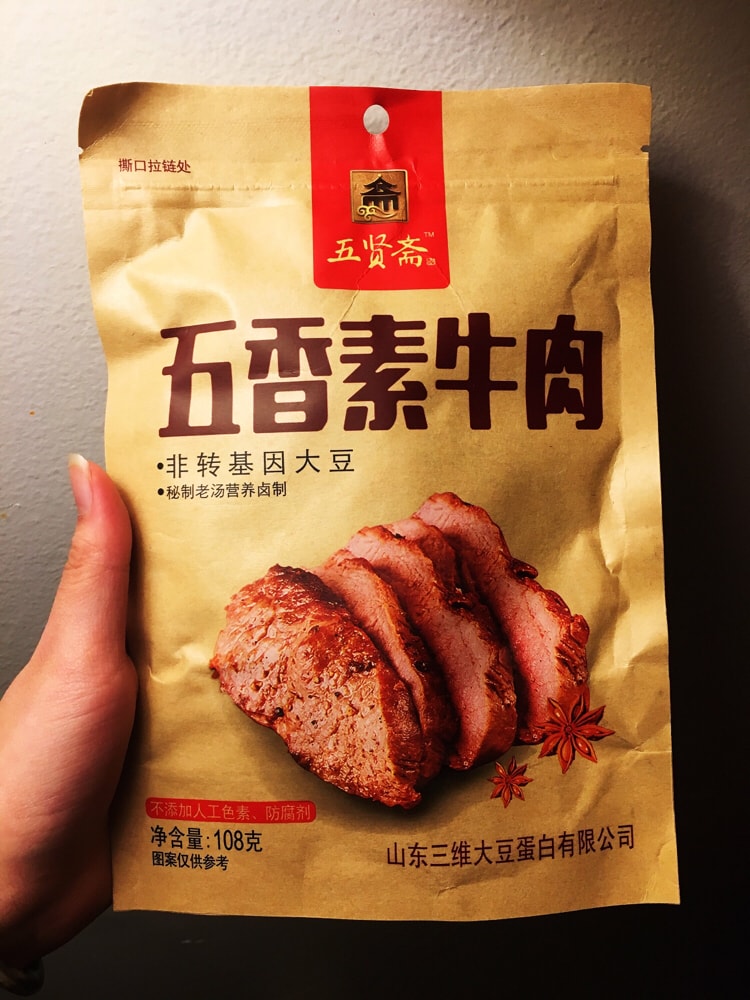 撕口拉链处
五贤斋™
五香素牛肉
•非转基因大豆
•秘制老汤营养卤制
不添加人工色素、防腐剂
净含量:108克
图案仅供参考
山东三维大豆蛋白有限公司